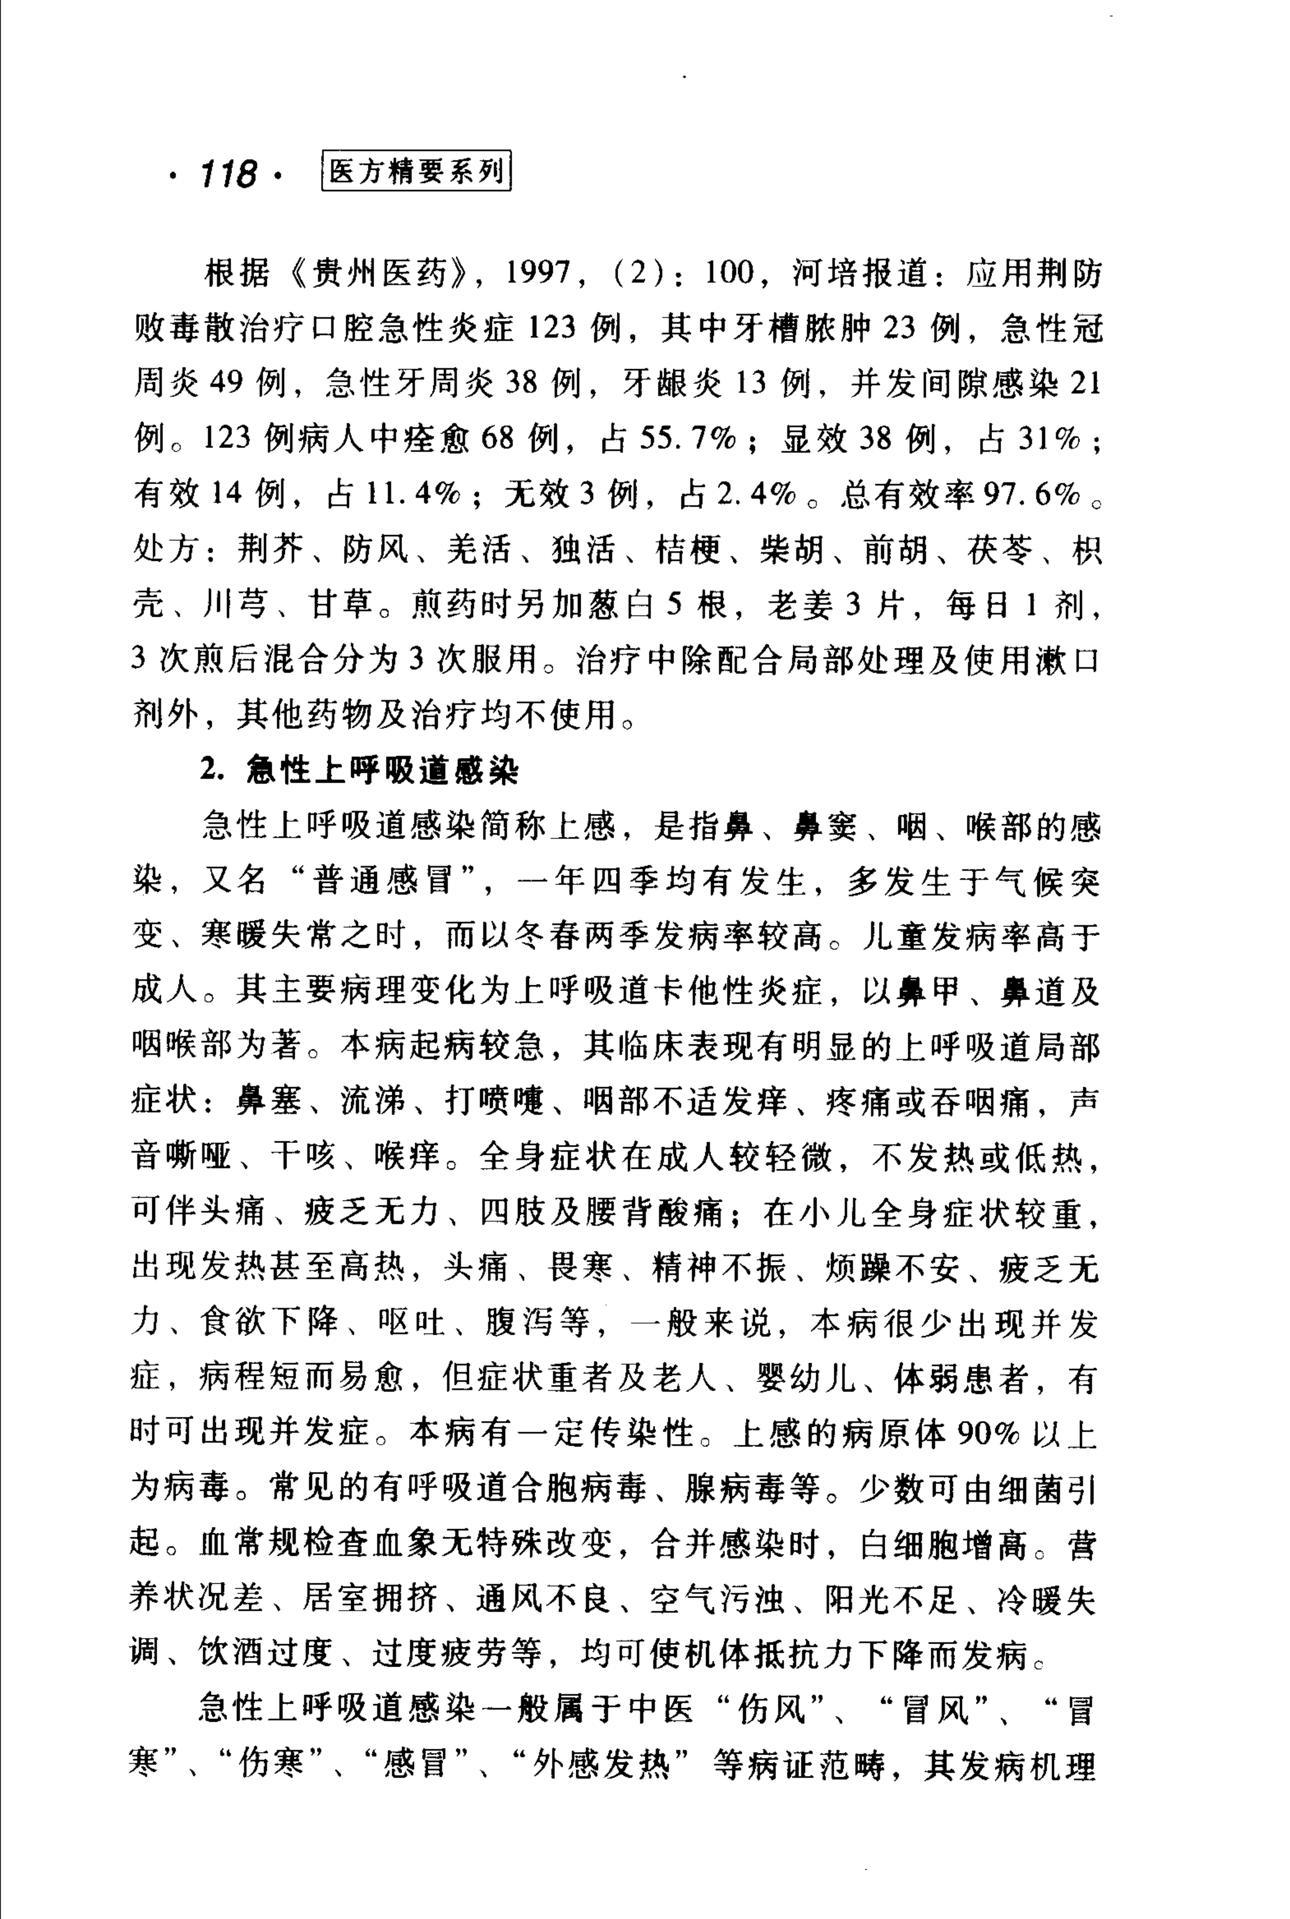 · 118 · 医方精要系列
根据《贵州医药》，1997，(2)：100，河培报道：应用荆防
败毒散治疗口腔急性炎症 123 例，其中牙槽脓肿 23 例，急性冠
周炎 49 例，急性牙周炎 38 例，牙龈炎 13 例，并发间隙感染 21
例。123 例病人中痊愈 68 例，占 55.7%；显效 38 例，占 31%；
有效 14 例，占 11.4%；无效 3 例，占 2.4%。总有效率 97.6%。
处方：荆芥、防风、羌活、独活、桔梗、柴胡、前胡、茯苓、枳
壳、川芎、甘草。煎药时另加葱白 5 根，老姜 3 片，每日 1 剂，
3 次煎后混合分为 3 次服用。治疗中除配合局部处理及使用漱口
剂外，其他药物及治疗均不使用。
2. 急性上呼吸道感染
急性上呼吸道感染简称上感，是指鼻、鼻窦、咽、喉部的感
染，又名“普通感冒”，一年四季均有发生，多发生于气候突
变、寒暖失常之时，而以冬春两季发病率较高。儿童发病率高于
成人。其主要病理变化为上呼吸道卡他性炎症，以鼻甲、鼻道及
咽喉部为著。本病起病较急，其临床表现有明显的上呼吸道局部
症状：鼻塞、流涕、打喷嚏、咽部不适发痒、疼痛或吞咽痛，声
音嘶哑、干咳、喉痒。全身症状在成人较轻微，不发热或低热，
可伴头痛、疲乏无力、四肢及腰背酸痛；在小儿全身症状较重，
出现发热甚至高热，头痛、畏寒、精神不振、烦躁不安、疲乏无
力、食欲下降、呕吐、腹泻等，一般来说，本病很少出现并发
症，病程短而易愈，但症状重者及老人、婴幼儿、体弱患者，有
时可出现并发症。本病有一定传染性。上感的病原体 90% 以上
为病毒。常见的有呼吸道合胞病毒、腺病毒等。少数可由细菌引
起。血常规检查血象无特殊改变，合并感染时，白细胞增高。营
养状况差、居室拥挤、通风不良、空气污浊、阳光不足、冷暖失
调、饮酒过度、过度疲劳等，均可使机体抵抗力下降而发病。
急性上呼吸道感染一般属于中医“伤风”、“冒风”、“冒
寒”、“伤寒”、“感冒”、“外感发热”等病证范畴，其发病机理